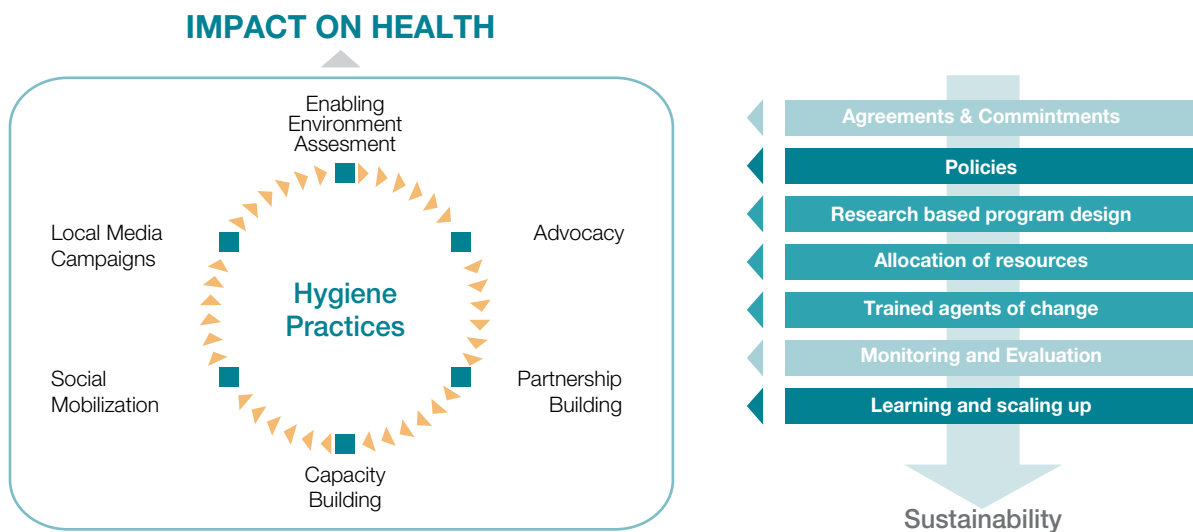 IMPACT ON HEALTH
Enabling
Environment
Assesment
Advocacy
Partnership
Building
Capacity
Building
Social
Mobilization
Local Media
Campaigns
Hygiene
Practices
Agreements & Commintments
Policies
Research based program design
Allocation of resources
Trained agents of change
Monitoring and Evaluation
Learning and scaling up
Sustainability